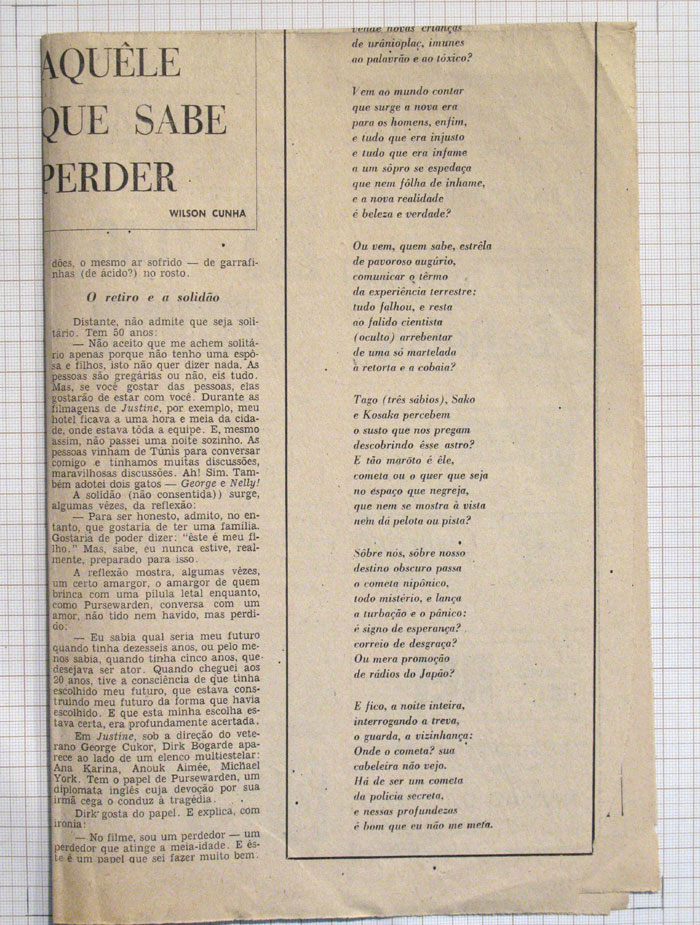 AQUÊLE
QUE SABE
PERDER
WILSON CUNHA
dões, o mesmo ar sofrido — de garrafi-
nhas (de ácido?) no rosto.
O retiro e a solidão
Distante, não admite que seja soli-
tário. Tem 50 anos:
— Não aceito que me achem solitá-
rio apenas porque não tenho uma espô-
sa e filhos, isto não quer dizer nada. As
pessoas são gregárias ou não, eis tudo.
Mas, se você gostar das pessoas, elas
gostarão de estar com você. Durante as
filmagens de Justine, por exemplo, meu
hotel ficava a uma hora e meia da cida-
de, onde estava tôda a equipe. E, mesmo
assim, não passei uma noite sozinho. As
pessoas vinham de Túnis para conversar
comigo e tínhamos muitas discussões,
maravilhosas discussões. Ah! Sim. Tam-
bém adotei dois gatos — George e Nelly!
A solidão (não consentida)) surge,
algumas vêzes, da reflexão:
— Para ser honesto, admito, no en-
tanto, que gostaria de ter uma família.
Gostaria de poder dizer: "êste é meu fi-
lho." Mas, sabe, eu nunca estive, real-
mente, preparado para isso.
A reflexão mostra, algumas vêzes,
um certo amargor, o amargor de quem
brinca com uma pílula letal enquanto,
como Pursewarden, conversa com um
amor, não tido nem havido, mas perdi-
do:
— Eu sabia qual seria meu futuro
quando tinha dezesseis anos, ou pelo me-
nos sabia, quando tinha cinco anos, que
desejava ser ator. Quando cheguei aos
20 anos, tive a consciência de que tinha
escolhido meu futuro, que estava cons-
truindo meu futuro da forma que havia
escolhido. E que esta minha escolha es-
tava certa, era profundamente acertada.
Em Justine, sob a direção do vete-
rano George Cukor, Dirk Bogarde apa-
rece ao lado de um elenco multiestelar:
Ana Karina, Anouk Aimée, Michael
York. Tem o papel de Pursewarden, um
diplomata inglês cuja devoção por sua
irmã cega o conduz à tragédia.
Dirk gosta do papel. E explica, com
ironia:
— No filme, sou um perdedor — um
perdedor que atinge a meia-idade. E ês-
te é um papel que sei fazer muito bem.
vende novas crianças
de urânioplaç, imunes
ao palavrão e ao tóxico?
Vem ao mundo contar
que surge a nova era
para os homens, enfim,
e tudo que era injusto
e tudo que era infame
a um sôpro se espedaça
que nem fôlha de inhame,
e a nova realidade
é beleza e verdade?
Ou vem, quem sabe, estrêla
de pavoroso augúrio,
comunicar o têrmo
da experiência terrestre:
tudo falhou, e resta
ao falido cientista
(oculto) arrebentar
de uma só martelada
a retorta e a cobaia?
Tago (três sábios), Sako
e Kosaka percebem
o susto que nos pregam
descobrindo êsse astro?
E tão marôto é êle,
cometa ou o quer que seja
no espaço que negreja,
que nem se mostra à vista
nem dá pelota ou pista?
Sôbre nós, sôbre nosso
destino obscuro passa
o cometa nipônico,
todo mistério, e lança
a turbação e o pânico:
é signo de esperança?
correio de desgraça?
Ou mera promoção
de rádios do Japão?
E fico, a noite inteira,
interrogando a treva,
o guarda, a vizinhança:
Onde o cometa? sua
cabeleira não vejo.
Há de ser um cometa
da polícia secreta,
e nessas profundezas
é bom que eu não me meta.